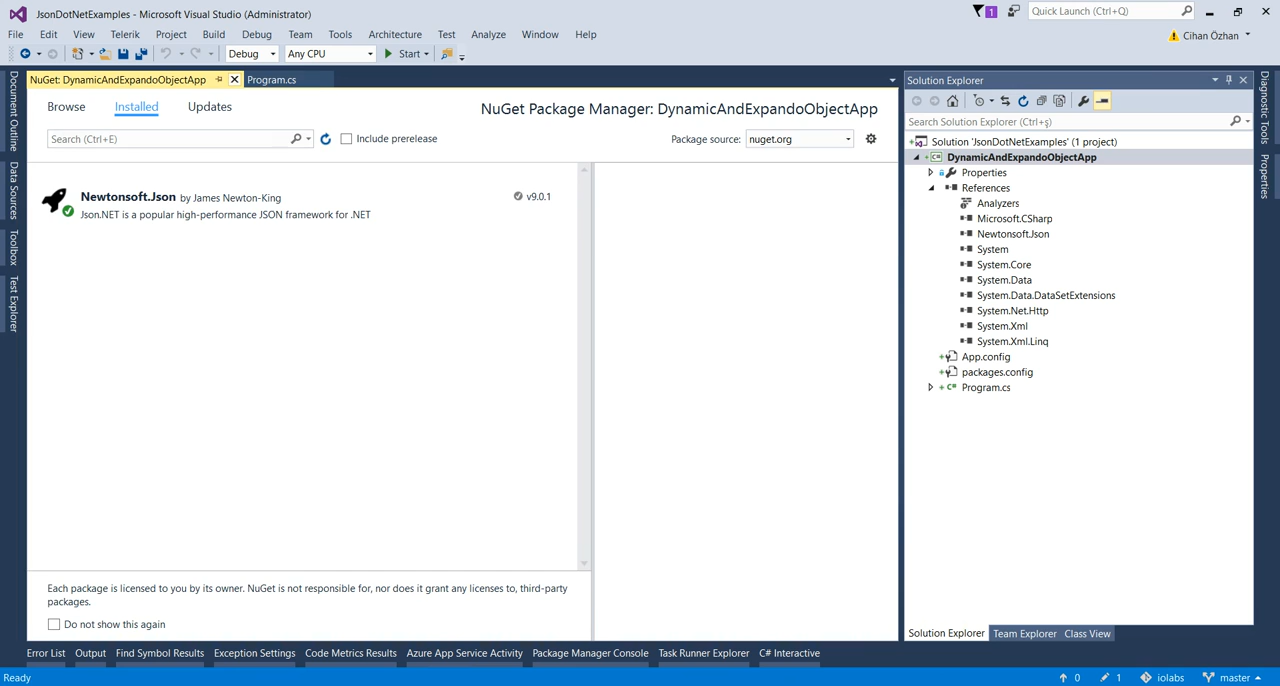 JsonDotNetExamples - Microsoft Visual Studio (Administrator)
1
Quick Launch (Ctrl+Q)
File Edit View Telerik Project Build Debug Team Tools Architecture Test Analyze Window Help
Cihan Özhan
Debug Any CPU Start
NuGet: DynamicAndExpandoObjectApp Program.cs
Browse Installed Updates
NuGet Package Manager: DynamicAndExpandoObjectApp
Search (Ctrl+E) Include prerelease
Package source: nuget.org
Newtonsoft.Json by James Newton-King
v9.0.1
Json.NET is a popular high-performance JSON framework for .NET
Each package is licensed to you by its owner. NuGet is not responsible for, nor does it grant any licenses to, third-party
packages.
Do not show this again
Document Outline
Data Sources
Toolbox
Test Explorer
Solution Explorer
Search Solution Explorer (Ctrl+ş)
Solution 'JsonDotNetExamples' (1 project)
DynamicAndExpandoObjectApp
Properties
References
Analyzers
Microsoft.CSharp
Newtonsoft.Json
System
System.Core
System.Data
System.Data.DataSetExtensions
System.Net.Http
System.Xml
System.Xml.Linq
App.config
packages.config
Program.cs
Solution Explorer Team Explorer Class View
Diagnostic Tools
Properties
Error List Output Find Symbol Results Exception Settings Code Metrics Results Azure App Service Activity Package Manager Console Task Runner Explorer C# Interactive
Ready
0 1 iolabs master